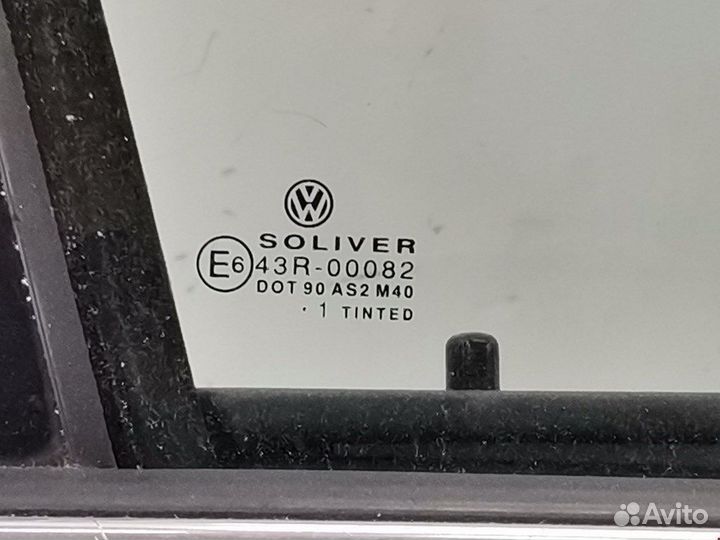 SOLIVER
E6 43R-00082
DOT 90 AS2 M40
· 1 TINTED
Avito